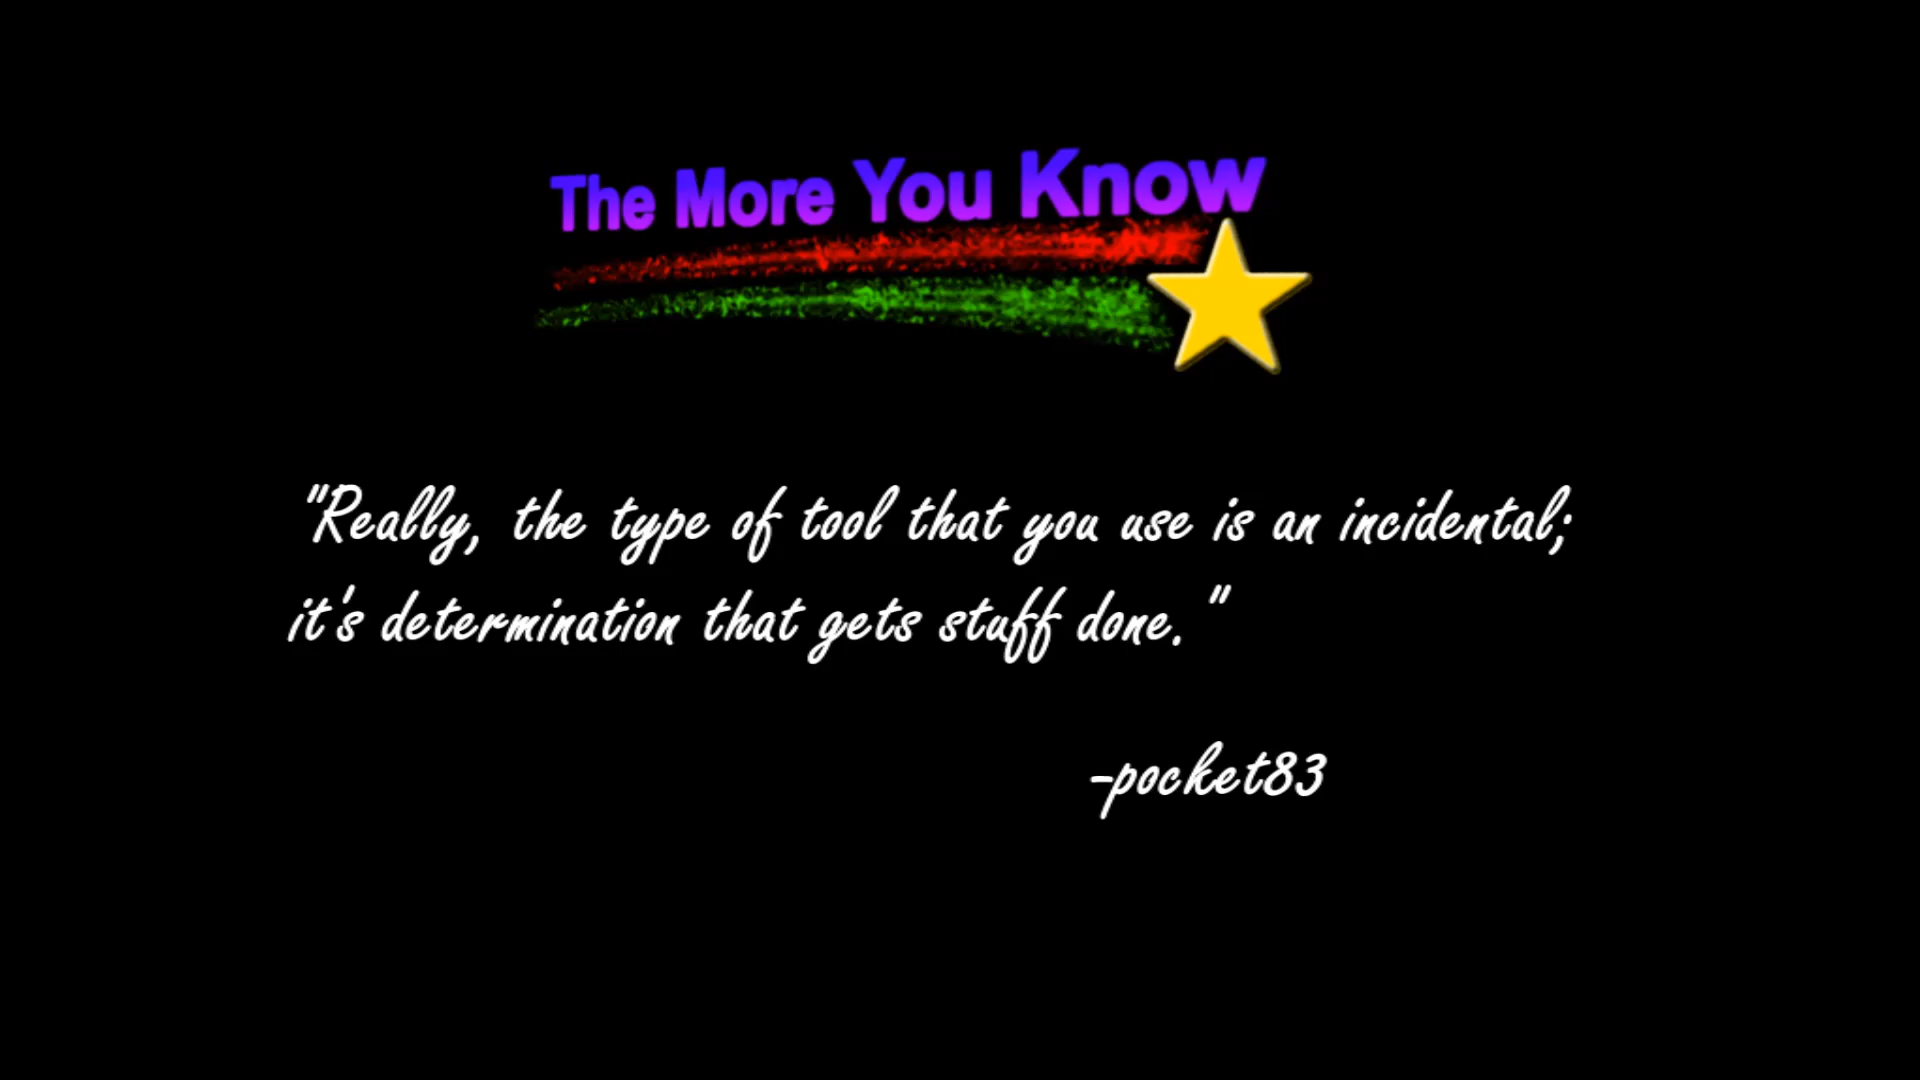 The More You Know
"Really, the type of tool that you use is an incidental;
it's determination that gets stuff done."
-pocket83